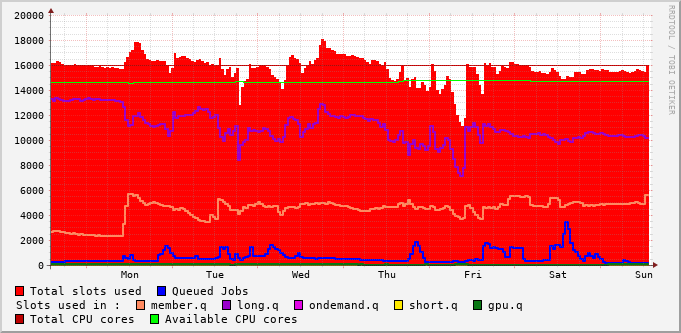 20000
18000
16000
14000
12000
10000
8000
6000
4000
2000
0
Mon Tue Wed Thu Fri Sat Sun
RRDTOOL / TOBI OETIKER
Total slots used Queued Jobs
Slots used in : member.q long.q ondemand.q short.q gpu.q
Total CPU cores Available CPU cores